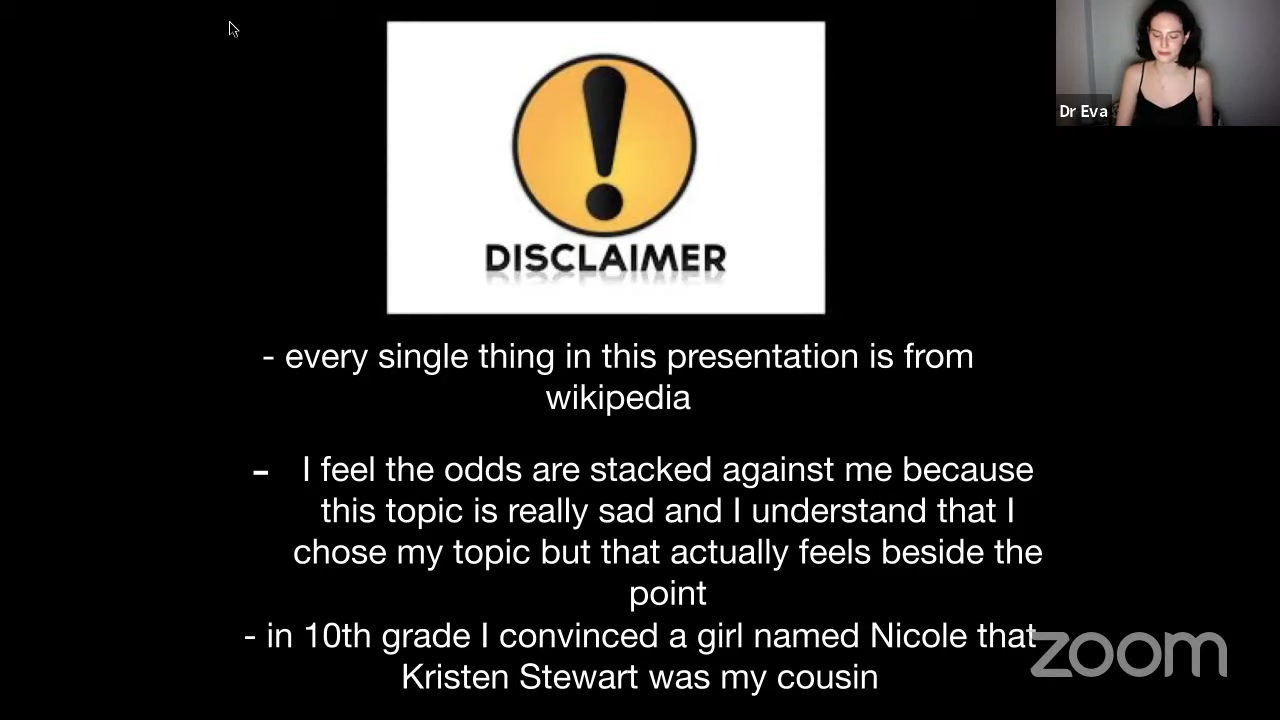 Dr Eva
DISCLAIMER
- every single thing in this presentation is from
wikipedia
- I feel the odds are stacked against me because
this topic is really sad and I understand that I
chose my topic but that actually feels beside the
point
- in 10th grade I convinced a girl named Nicole that
Kristen Stewart was my cousin
zoom